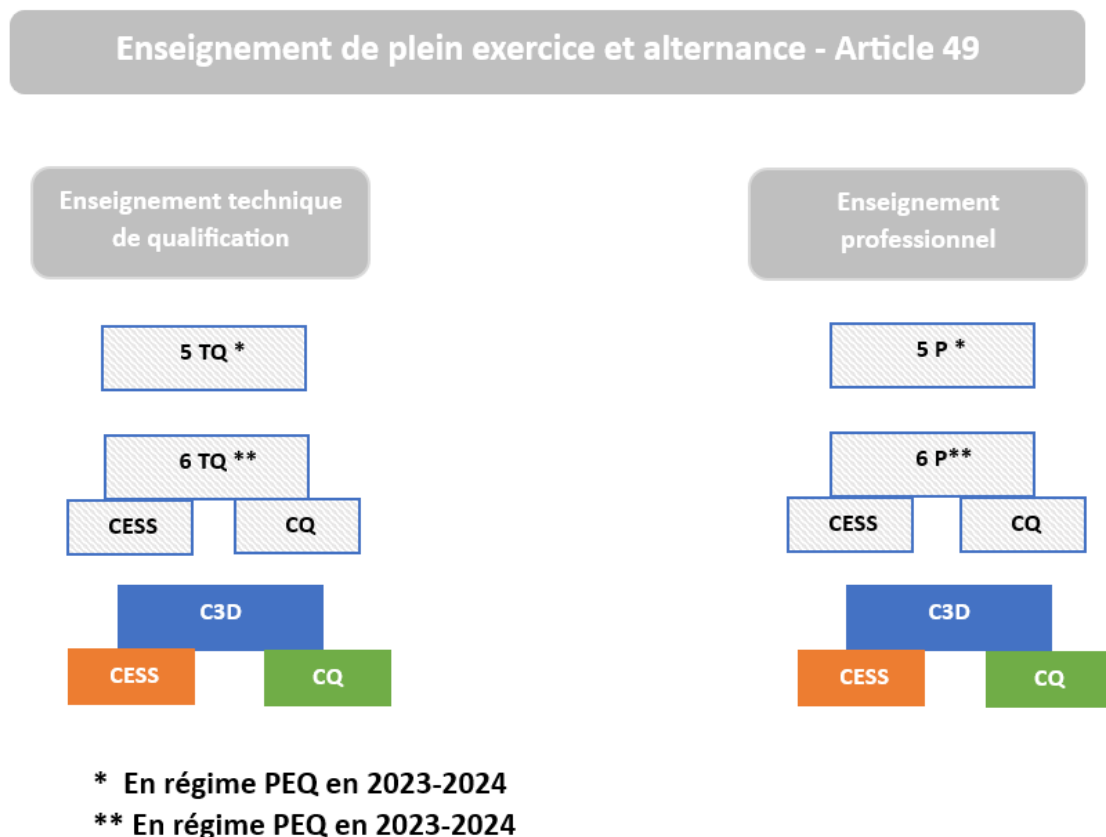 Enseignement de plein exercice et alternance - Article 49
Enseignement technique
de qualification
Enseignement
professionnel
5 TQ *
5 P *
6 TQ **
6 P**
CESS
CQ
CESS
CQ
C3D
C3D
CESS
CQ
CESS
CQ
* En régime PEQ en 2023-2024
** En régime PEQ en 2023-2024